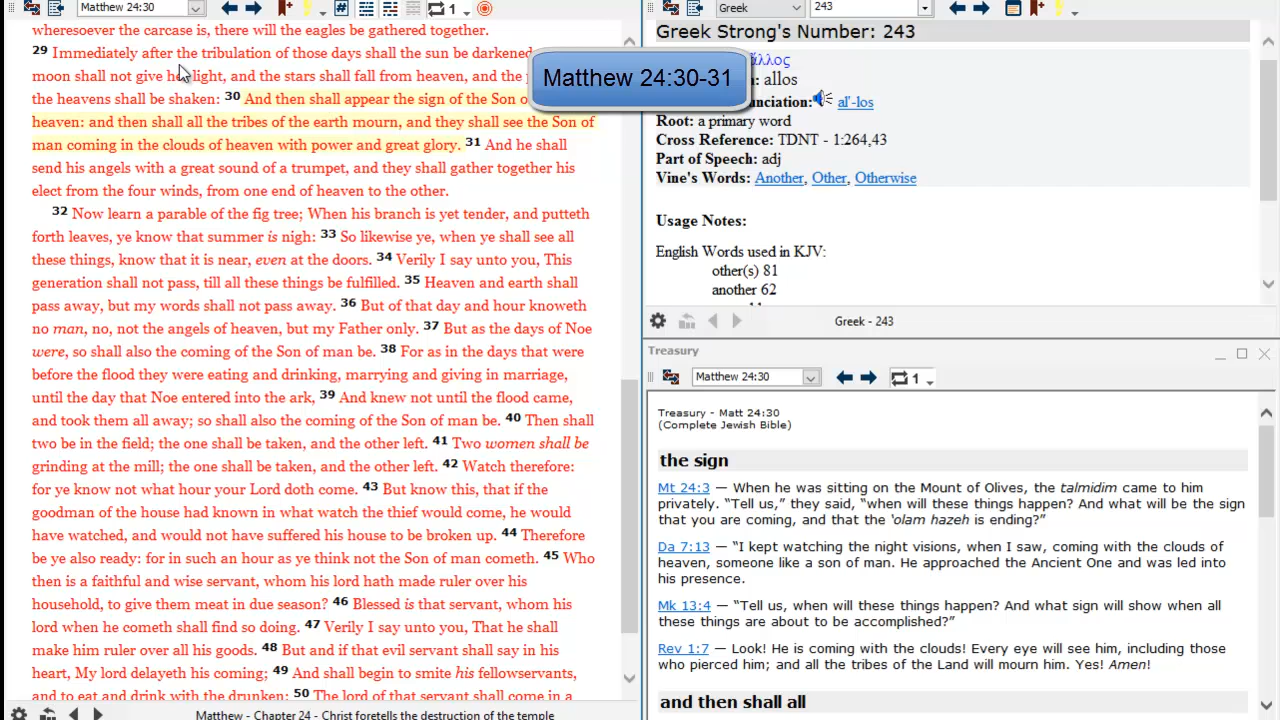 Matthew 24:30
1
Greek
243
wheresoever the carcase is, there will the eagles be gathered together.
29 Immediately after the tribulation of those days shall the sun be darkened
moon shall not give light, and the stars shall fall from heaven, and the
the heavens shall be shaken: 30 And then shall appear the sign of the Son
heaven: and then shall all the tribes of the earth mourn, and they shall see the Son of
man coming in the clouds of heaven with power and great glory. 31 And he shall
send his angels with a great sound of a trumpet, and they shall gather together his
elect from the four winds, from one end of heaven to the other.
32 Now learn a parable of the fig tree; When his branch is yet tender, and putteth
forth leaves, ye know that summer is nigh: 33 So likewise ye, when ye shall see all
these things, know that it is near, even at the doors. 34 Verily I say unto you, This
generation shall not pass, till all these things be fulfilled. 35 Heaven and earth shall
pass away, but my words shall not pass away. 36 But of that day and hour knoweth
no man, no, not the angels of heaven, but my Father only. 37 But as the days of Noe
were, so shall also the coming of the Son of man be. 38 For as in the days that were
before the flood they were eating and drinking, marrying and giving in marriage,
until the day that Noe entered into the ark, 39 And knew not until the flood came,
and took them all away; so shall also the coming of the Son of man be. 40 Then shall
two be in the field; the one shall be taken, and the other left. 41 Two women shall be
grinding at the mill; the one shall be taken, and the other left. 42 Watch therefore:
for ye know not what hour your Lord doth come. 43 But know this, that if the
goodman of the house had known in what watch the thief would come, he would
have watched, and would not have suffered his house to be broken up. 44 Therefore
be ye also ready: for in such an hour as ye think not the Son of man cometh. 45 Who
then is a faithful and wise servant, whom his lord hath made ruler over his
household, to give them meat in due season? 46 Blessed is that servant, whom his
lord when he cometh shall find so doing. 47 Verily I say unto you, That he shall
make him ruler over all his goods. 48 But and if that evil servant shall say in his
heart, My lord delayeth his coming; 49 And shall begin to smite his fellowservants,
and to eat and drink with the drunken; 50 The lord of that servant shall come in a
Matthew - Chapter 24 - Christ foretells the destruction of the temple
Matthew 24:30-31
Greek Strong's Number: 243
λλος
allos
al'-los
Root: a primary word
Cross Reference: TDNT - 1:264,43
Part of Speech: adj
Vine's Words: Another, Other, Otherwise
Usage Notes:
English Words used in KJV:
other(s) 81
another 62
Greek - 243
Treasury
Matthew 24:30
1
Treasury - Matt 24:30
(Complete Jewish Bible)
the sign
Mt 24:3 — When he was sitting on the Mount of Olives, the talmidim came to him
privately. “Tell us,” they said, “when will these things happen? And what will be the sign
that you are coming, and that the ‘olam hazeh is ending?”
Da 7:13 — “I kept watching the night visions, when I saw, coming with the clouds of
heaven, someone like a son of man. He approached the Ancient One and was led into
his presence.
Mk 13:4 — “Tell us, when will these things happen? And what sign will show when all
these things are about to be accomplished?”
Rev 1:7 — Look! He is coming with the clouds! Every eye will see him, including those
who pierced him; and all the tribes of the Land will mourn him. Yes! Amen!
and then shall all